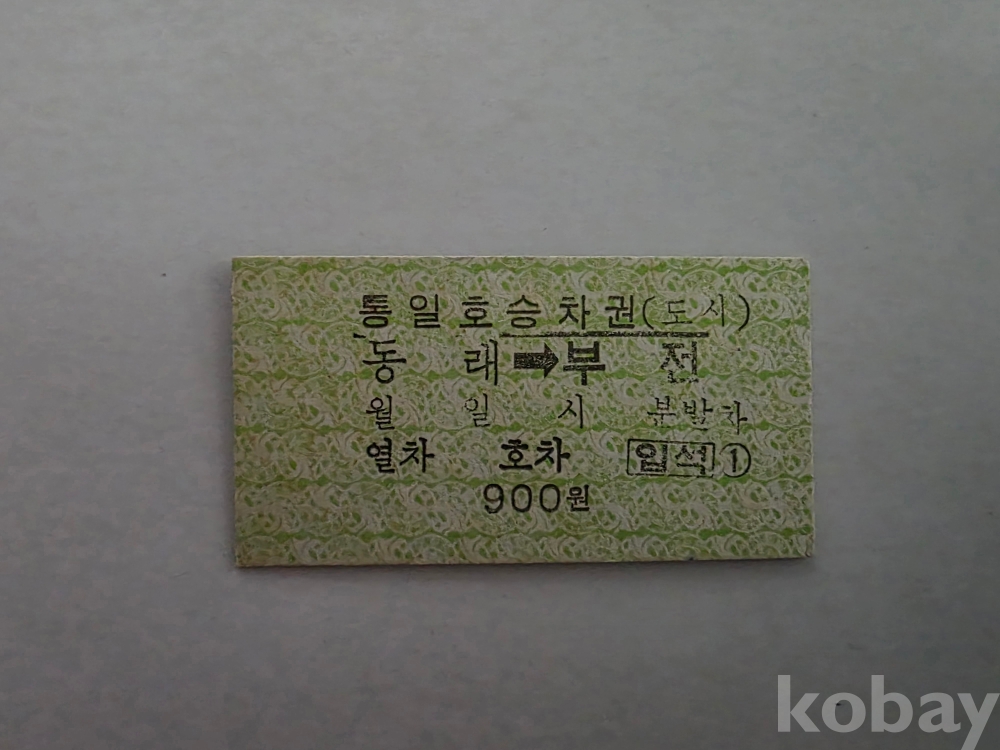 통일호승차권(도시)
동 래 ➡ 부 전
월 일 시 분발차
열차 호차 입석 ①
900원
kobay